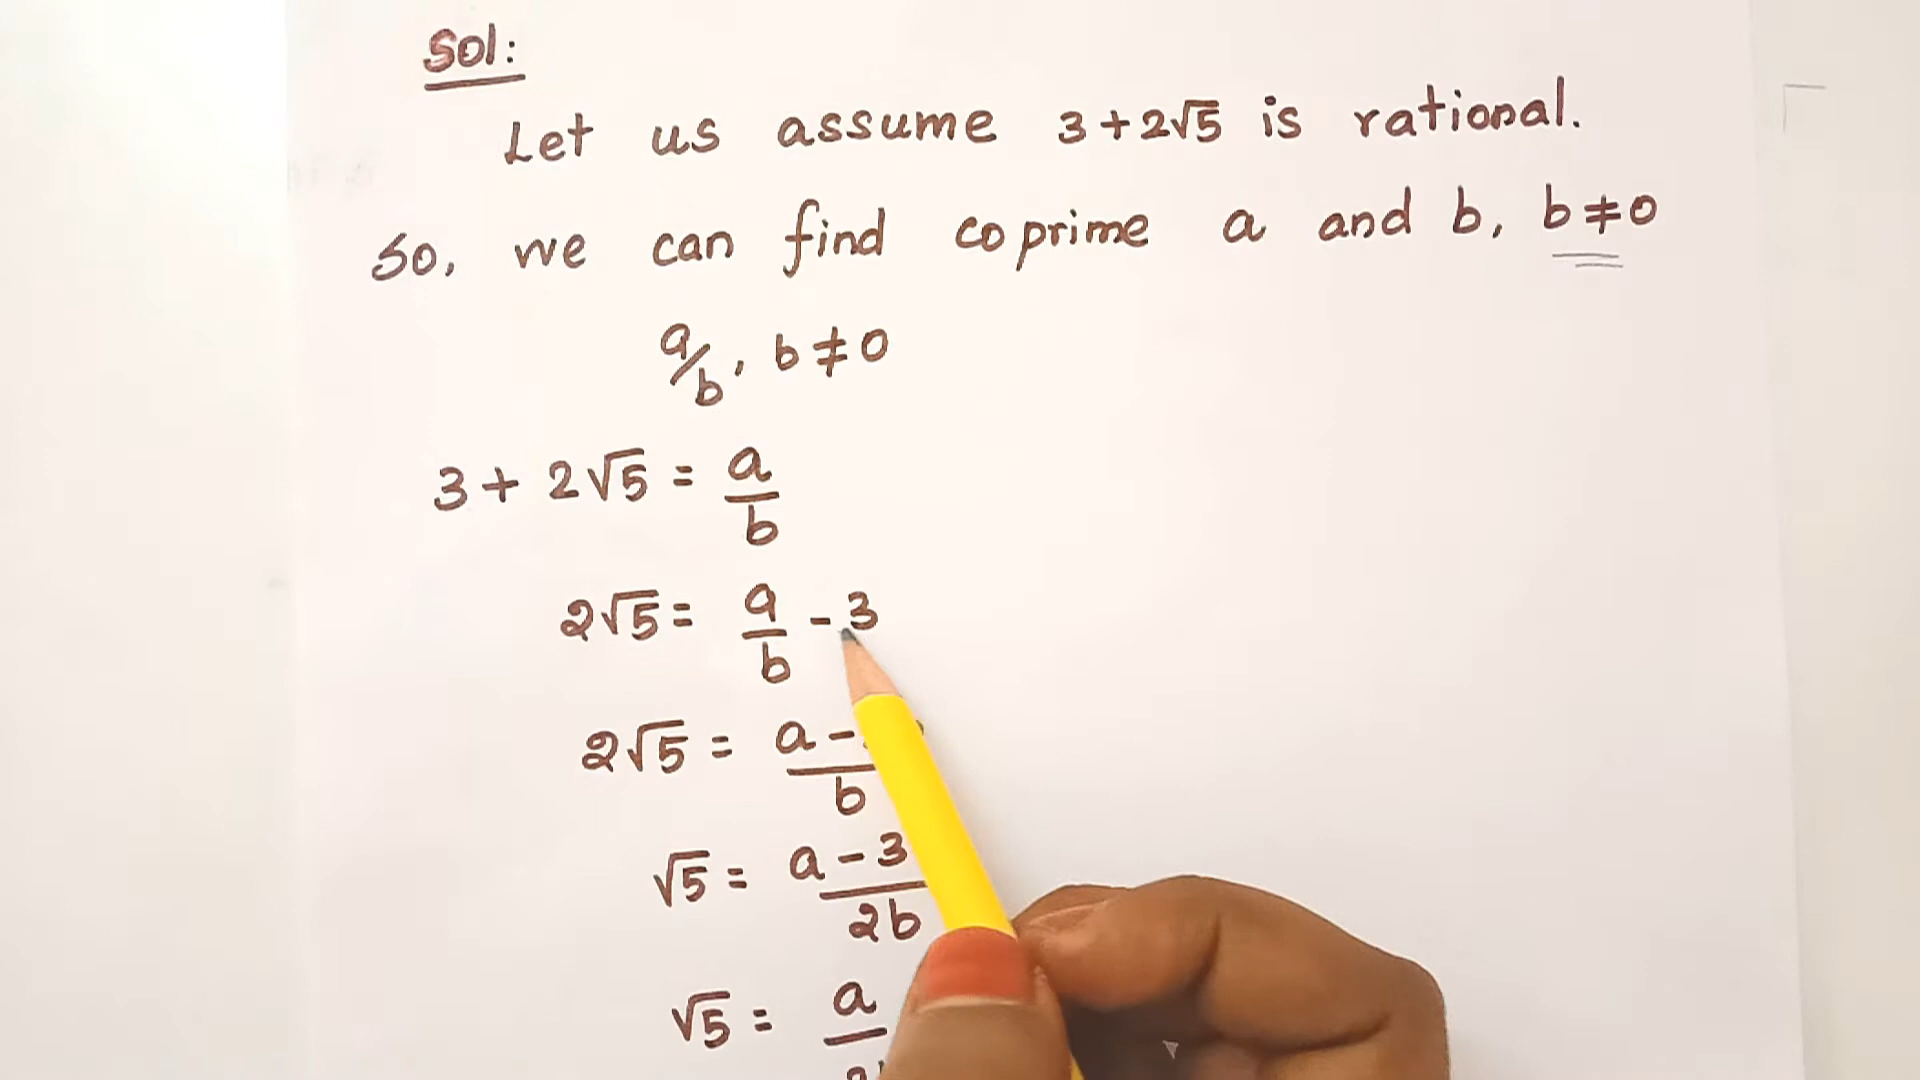 Sol:
Let us assume 3+2√5 is rational.
So, we can find coprime a and b, b≠0
a/b, b≠0
3+ 2√5 = a/b
2√5 = a/b - 3
2√5 = a-/b
√5 = a-3/2b
√5 = a